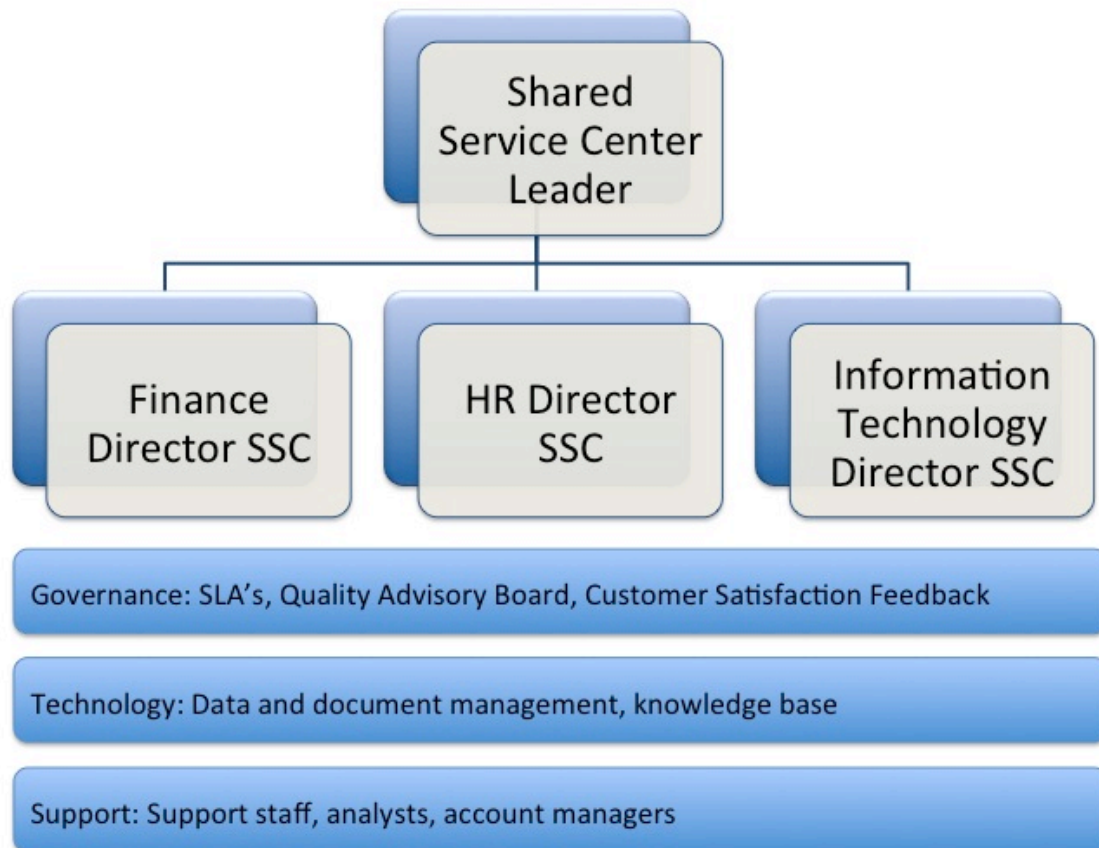 Shared
Service Center
Leader
Finance
Director SSC
HR Director
SSC
Information
Technology
Director SSC
Governance: SLA’s, Quality Advisory Board, Customer Satisfaction Feedback
Technology: Data and document management, knowledge base
Support: Support staff, analysts, account managers